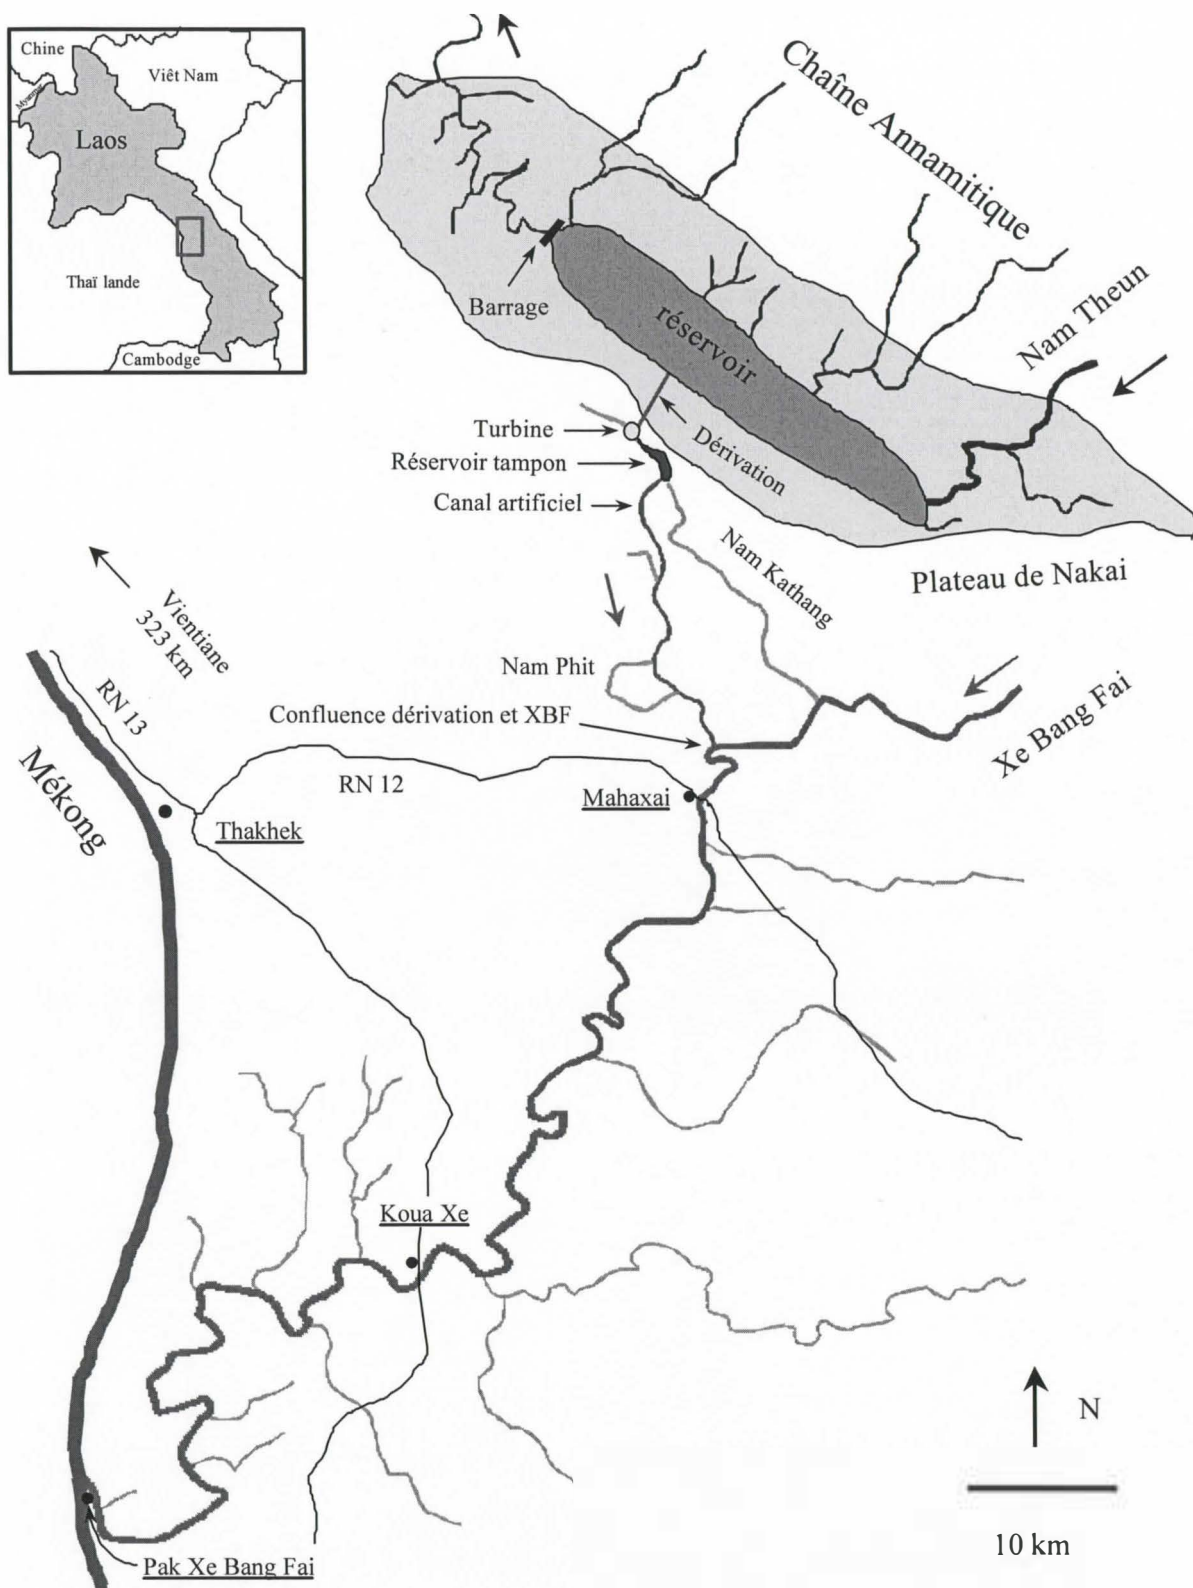 Chine
Viêt Nam
Myanmar
Laos
Thaï lande
Cambodge
Chaîne Annamitique
Nam Theun
Barrage
réservoir
Turbine
Dérivation
Réservoir tampon
Canal artificiel
Nam Kathang
Plateau de Nakai
Vientiane
323 km
Nam Phit
RN 13
Confluence dérivation et XBF
Xe Bang Fai
Mékong
RN 12
Mahaxai
Thakhek
Koua Xe
N
10 km
Pak Xe Bang Fai